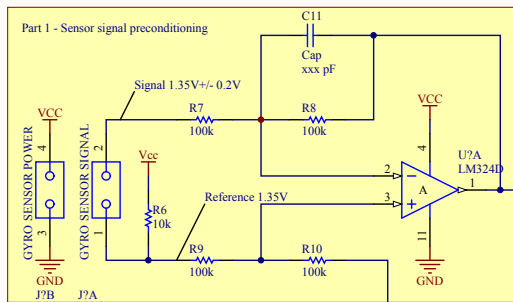 Part 1 - Sensor signal preconditioning
C11
Cap
xxx pF
Signal 1.35V+/- 0.2V
R7
100k
R8
100k
VCC
4
GYRO SENSOR POWER
3
GND
J?B
2
GYRO SENSOR SIGNAL
1
J?A
Vcc
R6
10k
Reference 1.35V
R9
100k
R10
100k
VCC
4
U?A
LM324D
2
3
A
1
11
GND